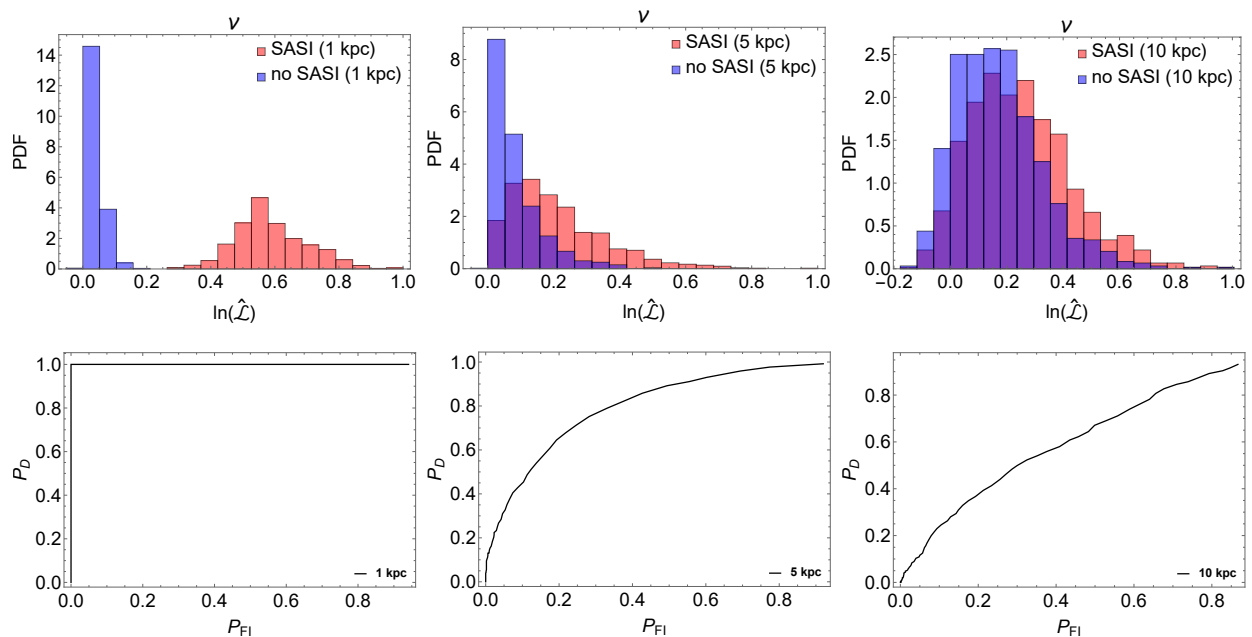 ν
SASI (1 kpc)
no SASI (1 kpc)
PDF
14
12
10
8
6
4
2
0
0.0 0.2 0.4 0.6 0.8 1.0
ln(ℒ̂)
ν
SASI (5 kpc)
no SASI (5 kpc)
PDF
8
6
4
2
0
0.0 0.2 0.4 0.6 0.8 1.0
ln(ℒ̂)
ν
SASI (10 kpc)
no SASI (10 kpc)
PDF
2.5
2.0
1.5
1.0
0.5
0.0
−0.2 0.0 0.2 0.4 0.6 0.8 1.0
ln(ℒ̂)
P_D
1.0
0.8
0.6
0.4
0.2
0.0
1 kpc
0.0 0.2 0.4 0.6 0.8
P_FI
P_D
1.0
0.8
0.6
0.4
0.2
0.0
5 kpc
0.0 0.2 0.4 0.6 0.8
P_FI
P_D
1.0
0.8
0.6
0.4
0.2
0.0
10 kpc
0.0 0.2 0.4 0.6 0.8
P_FI